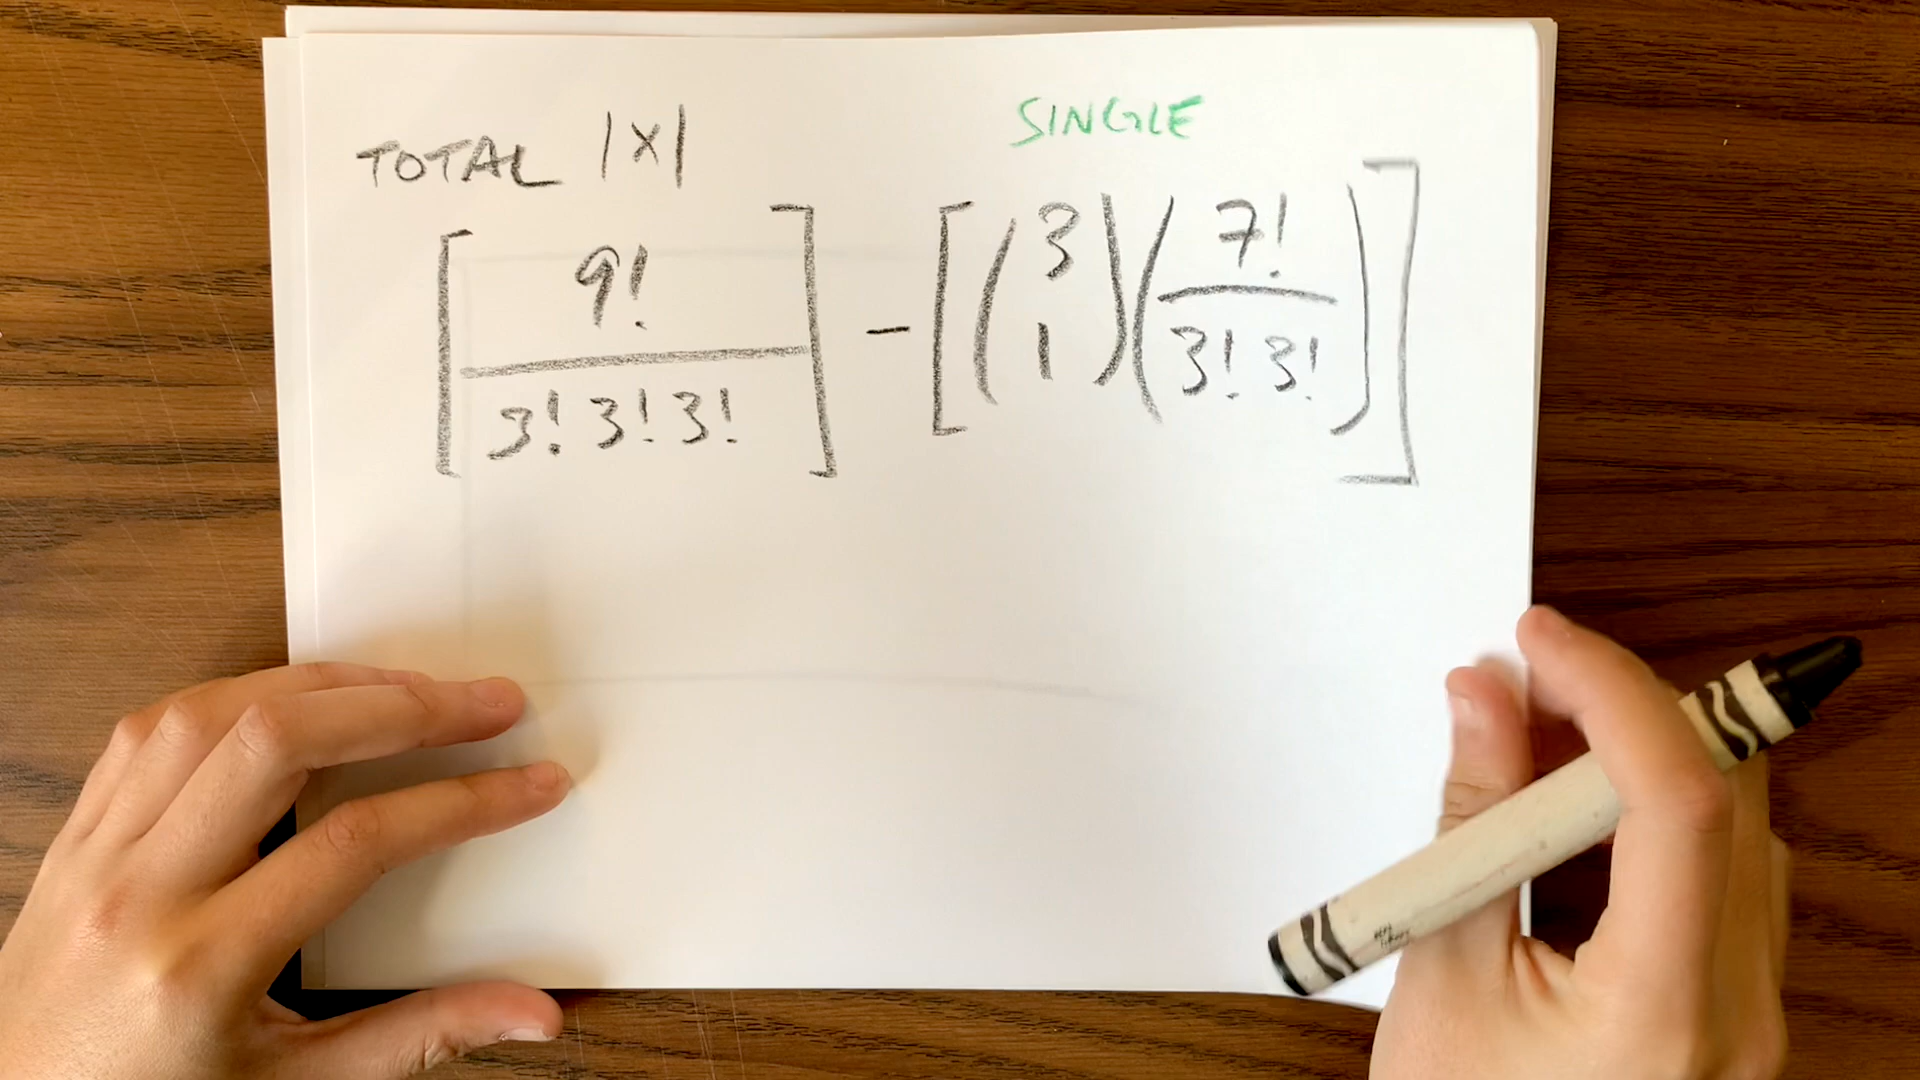 TOTAL |X| SINGLE
[ 9! / 3! 3! 3! ] - [ ( 3 1 ) ( 7! / 3! 3! ) ]